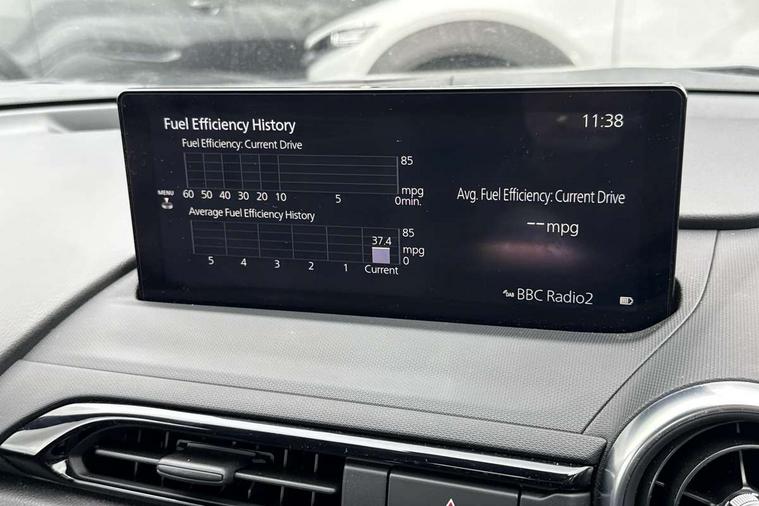 Fuel Efficiency History
11:38
Fuel Efficiency: Current Drive
85
mpg
60 50 40 30 20 10 5 0min.
MENU
Average Fuel Efficiency History
85
37.4
mpg
0
5 4 3 2 1 Current
Avg. Fuel Efficiency: Current Drive
--mpg
DAB BBC Radio2